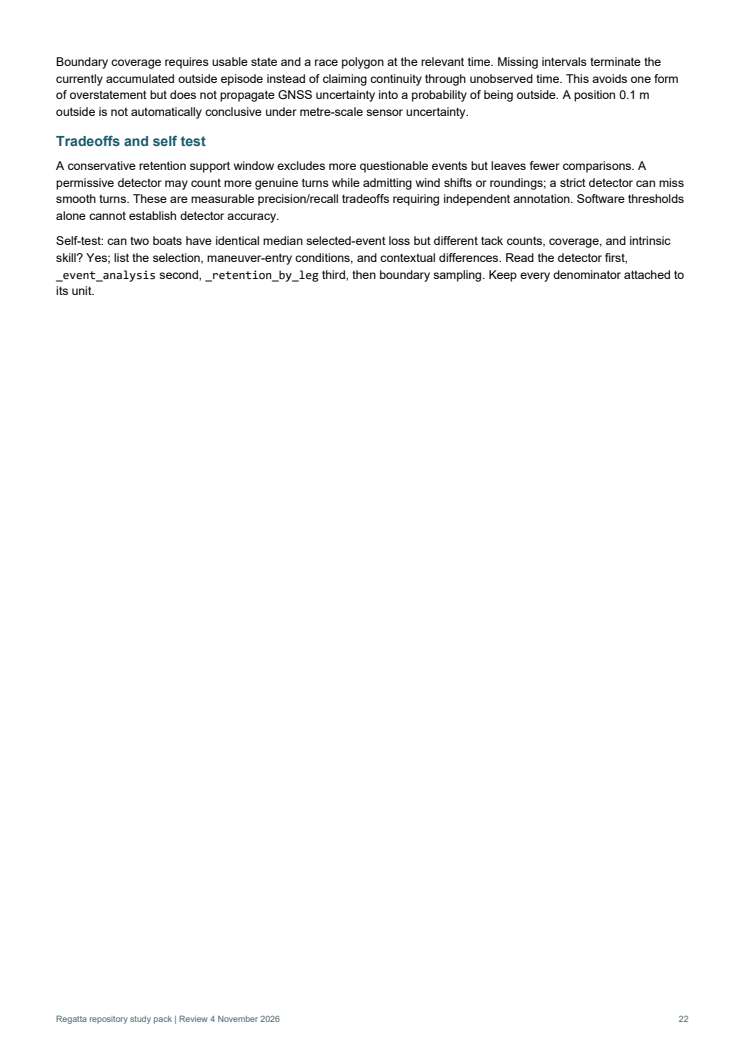 Boundary coverage requires usable state and a race polygon at the relevant time. Missing intervals terminate the
currently accumulated outside episode instead of claiming continuity through unobserved time. This avoids one form
of overstatement but does not propagate GNSS uncertainty into a probability of being outside. A position 0.1 m
outside is not automatically conclusive under metre-scale sensor uncertainty.
Tradeoffs and self test
A conservative retention support window excludes more questionable events but leaves fewer comparisons. A
permissive detector may count more genuine turns while admitting wind shifts or roundings; a strict detector can miss
smooth turns. These are measurable precision/recall tradeoffs requiring independent annotation. Software thresholds
alone cannot establish detector accuracy.
Self-test: can two boats have identical median selected-event loss but different tack counts, coverage, and intrinsic
skill? Yes; list the selection, maneuver-entry conditions, and contextual differences. Read the detector first,
_event_analysis second, _retention_by_leg third, then boundary sampling. Keep every denominator attached to
its unit.
Regatta repository study pack | Review 4 November 2026
22